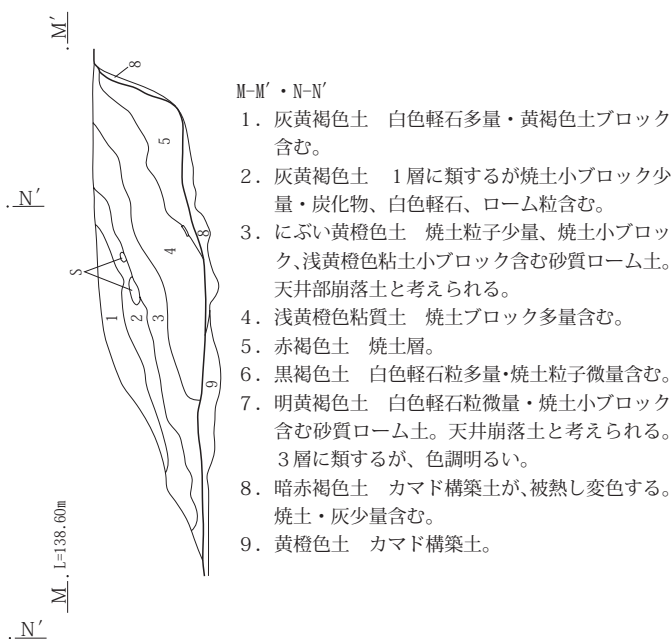 M′
8
5
N′
8
4
S
1
2
3
9
L=138.60m
M
N′
M-M′・N-N′
1．灰黄褐色土　白色軽石多量・黄褐色土ブロック
含む。
2．灰黄褐色土　１層に類するが焼土小ブロック少
量・炭化物、白色軽石、ローム粒含む。
3．にぶい黄橙色土　焼土粒子少量、焼土小ブロッ
ク、浅黄橙色粘土小ブロック含む砂質ローム土。
天井部崩落土と考えられる。
4．浅黄橙色粘質土　焼土ブロック多量含む。
5．赤褐色土　焼土層。
6．黒褐色土　白色軽石粒多量・焼土粒子微量含む。
7．明黄褐色土　白色軽石粒微量・焼土小ブロック
含む砂質ローム土。天井崩落土と考えられる。
３層に類するが、色調明るい。
8．暗赤褐色土　カマド構築土が、被熱し変色する。
焼土・灰少量含む。
9．黄橙色土　カマド構築土。